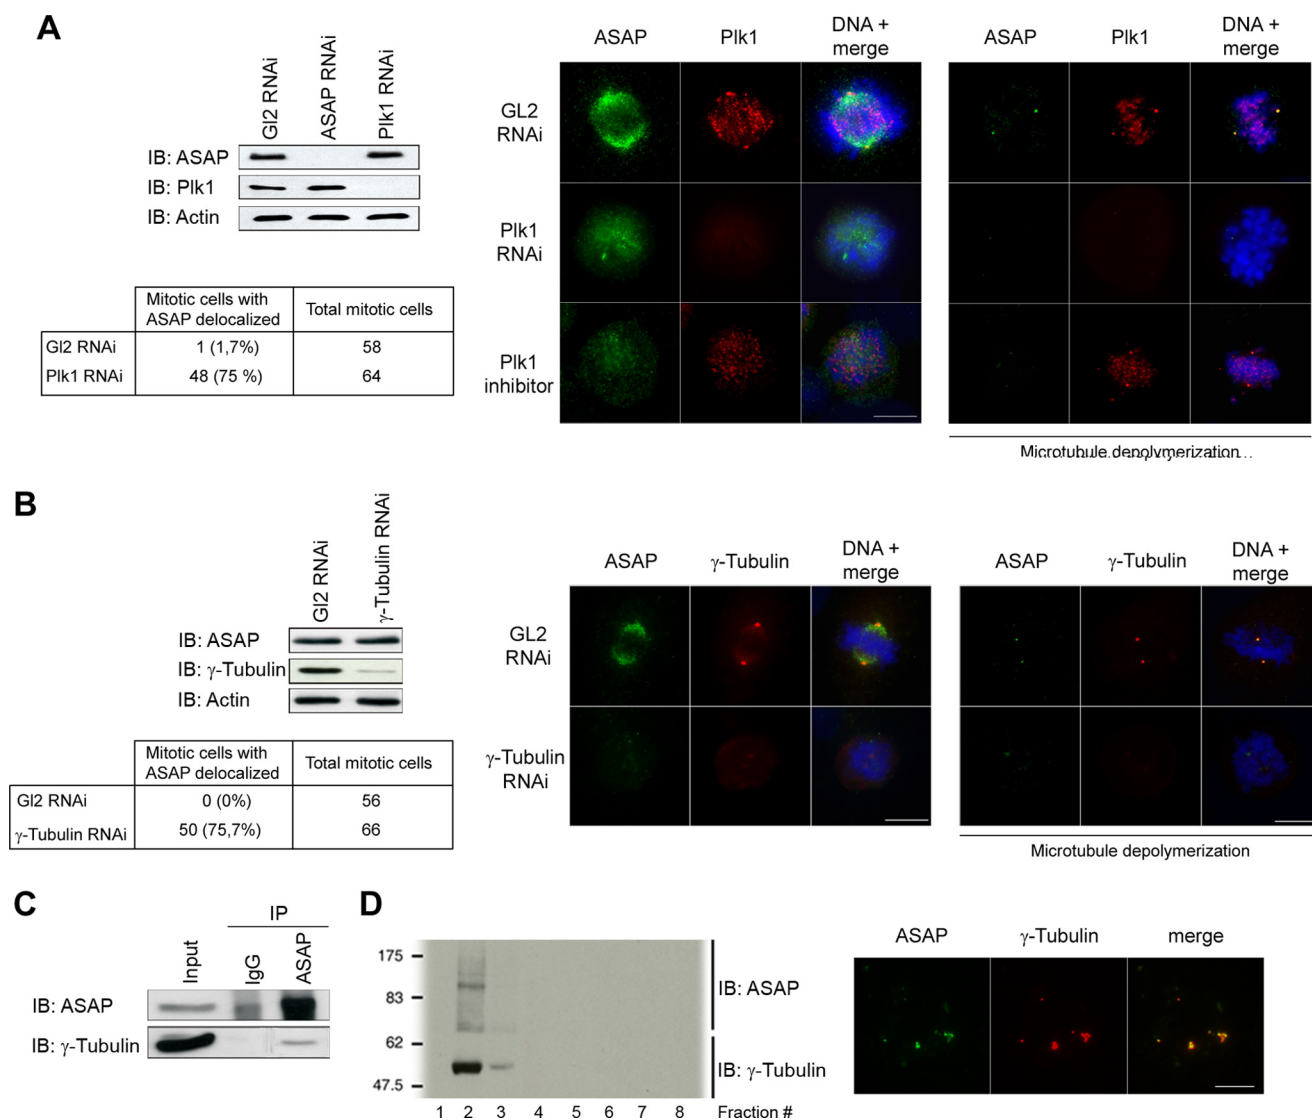 A
Gl2 RNAi
ASAP RNAi
Plk1 RNAi
IB: ASAP
IB: Plk1
IB: Actin
Mitotic cells with
ASAP delocalized
Total mitotic cells
Gl2 RNAi 1 (1,7%) 58
Plk1 RNAi 48 (75 %) 64
ASAP Plk1 DNA +
merge
GL2
RNAi
Plk1
RNAi
Plk1
inhibitor
ASAP Plk1 DNA +
merge
Microtubule depolymerization
B
Gl2 RNAi
γ-Tubulin RNAi
IB: ASAP
IB: γ-Tubulin
IB: Actin
Mitotic cells with
ASAP delocalized
Total mitotic cells
Gl2 RNAi 0 (0%) 56
γ-Tubulin RNAi 50 (75,7%) 66
ASAP γ-Tubulin DNA +
merge
GL2
RNAi
γ-Tubulin
RNAi
ASAP γ-Tubulin DNA +
merge
Microtubule depolymerization
C
IP
Input
IgG
ASAP
IB: ASAP
IB: γ-Tubulin
D
175
83
62
47.5
IB: ASAP
IB: γ-Tubulin
1 2 3 4 5 6 7 8 Fraction #
ASAP γ-Tubulin merge